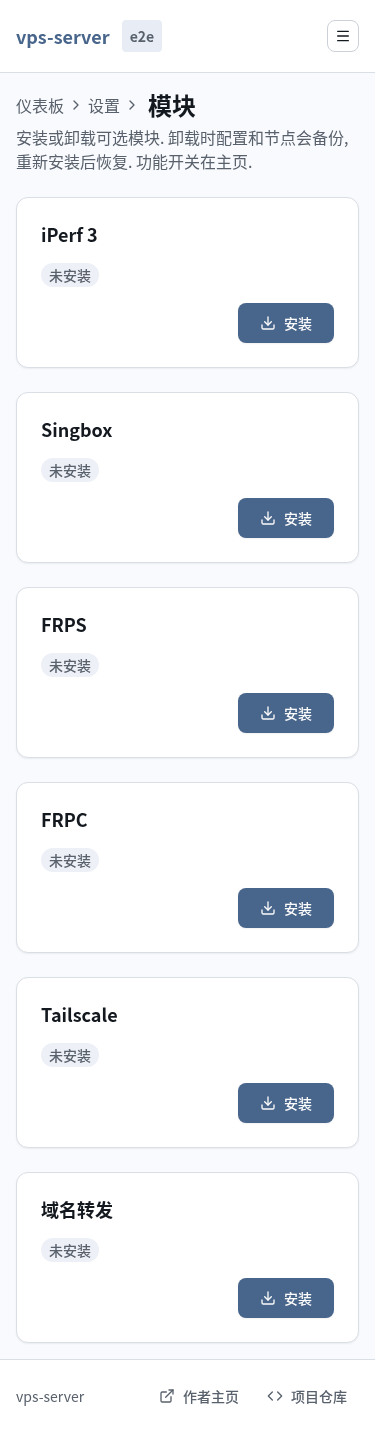 vps-server e2e
仪表板 设置 模块
安装或卸载可选模块. 卸载时配置和节点会备份,
重新安装后恢复. 功能开关在主页.
iPerf 3
未安装
安装
Singbox
未安装
安装
FRPS
未安装
安装
FRPC
未安装
安装
Tailscale
未安装
安装
域名转发
未安装
安装
vps-server 作者主页 项目仓库